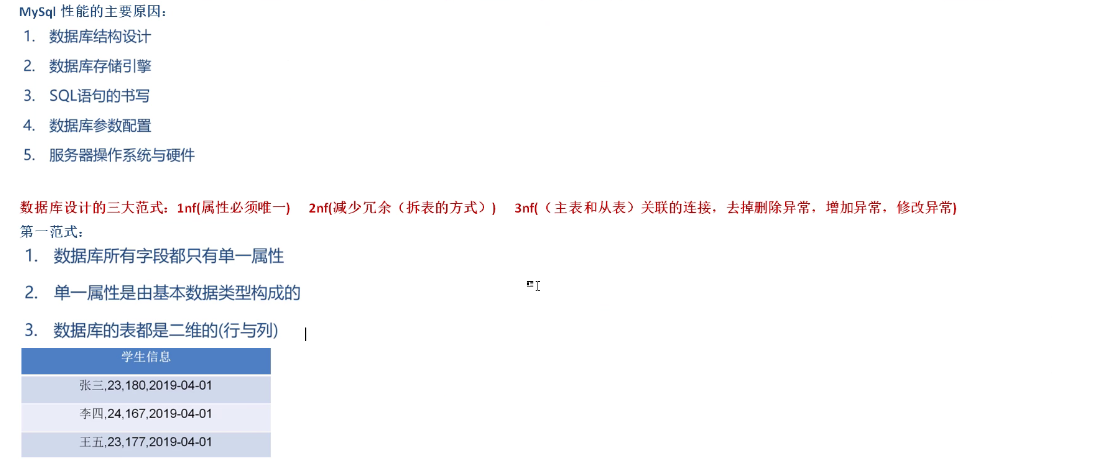 MySql 性能的主要原因：
1. 数据库结构设计
2. 数据库存储引擎
3. SQL语句的书写
4. 数据库参数配置
5. 服务器操作系统与硬件
数据库设计的三大范式：1nf(属性必须唯一) 2nf(减少冗余（拆表的方式）) 3nf(（主表和从表）关联的连接，去掉删除异常，增加异常，修改异常)
第一范式：
1. 数据库所有字段都只有单一属性
2. 单一属性是由基本数据类型构成的
3. 数据库的表都是二维的(行与列)
学生信息
张三,23,180,2019-04-01
李四,24,167,2019-04-01
王五,23,177,2019-04-01